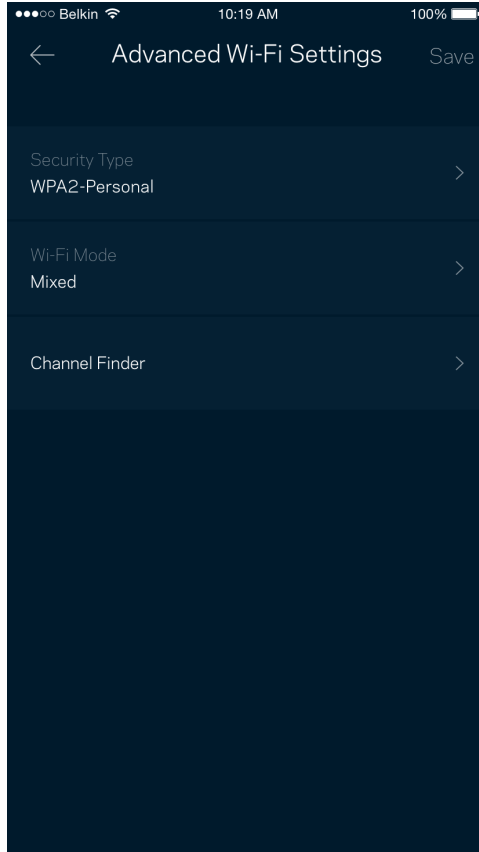 Belkin 10:19 AM 100%
Advanced Wi-Fi Settings Save
Security Type
WPA2-Personal
Wi-Fi Mode
Mixed
Channel Finder